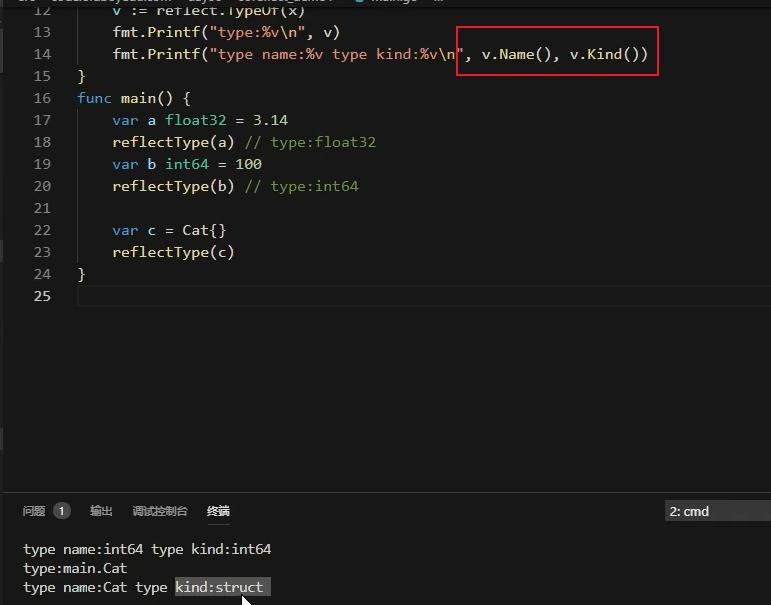 12 v := reflect.TypeOf(x)
13 fmt.Printf("type:%v\n", v)
14 fmt.Printf("type name:%v type kind:%v\n", v.Name(), v.Kind())
15 }
16 func main() {
17 var a float32 = 3.14
18 reflectType(a) // type:float32
19 var b int64 = 100
20 reflectType(b) // type:int64
21
22 var c = Cat{}
23 reflectType(c)
24 }
25
问题 1 输出 调试控制台 终端 2: cmd
type name:int64 type kind:int64
type:main.Cat
type name:Cat type kind:struct